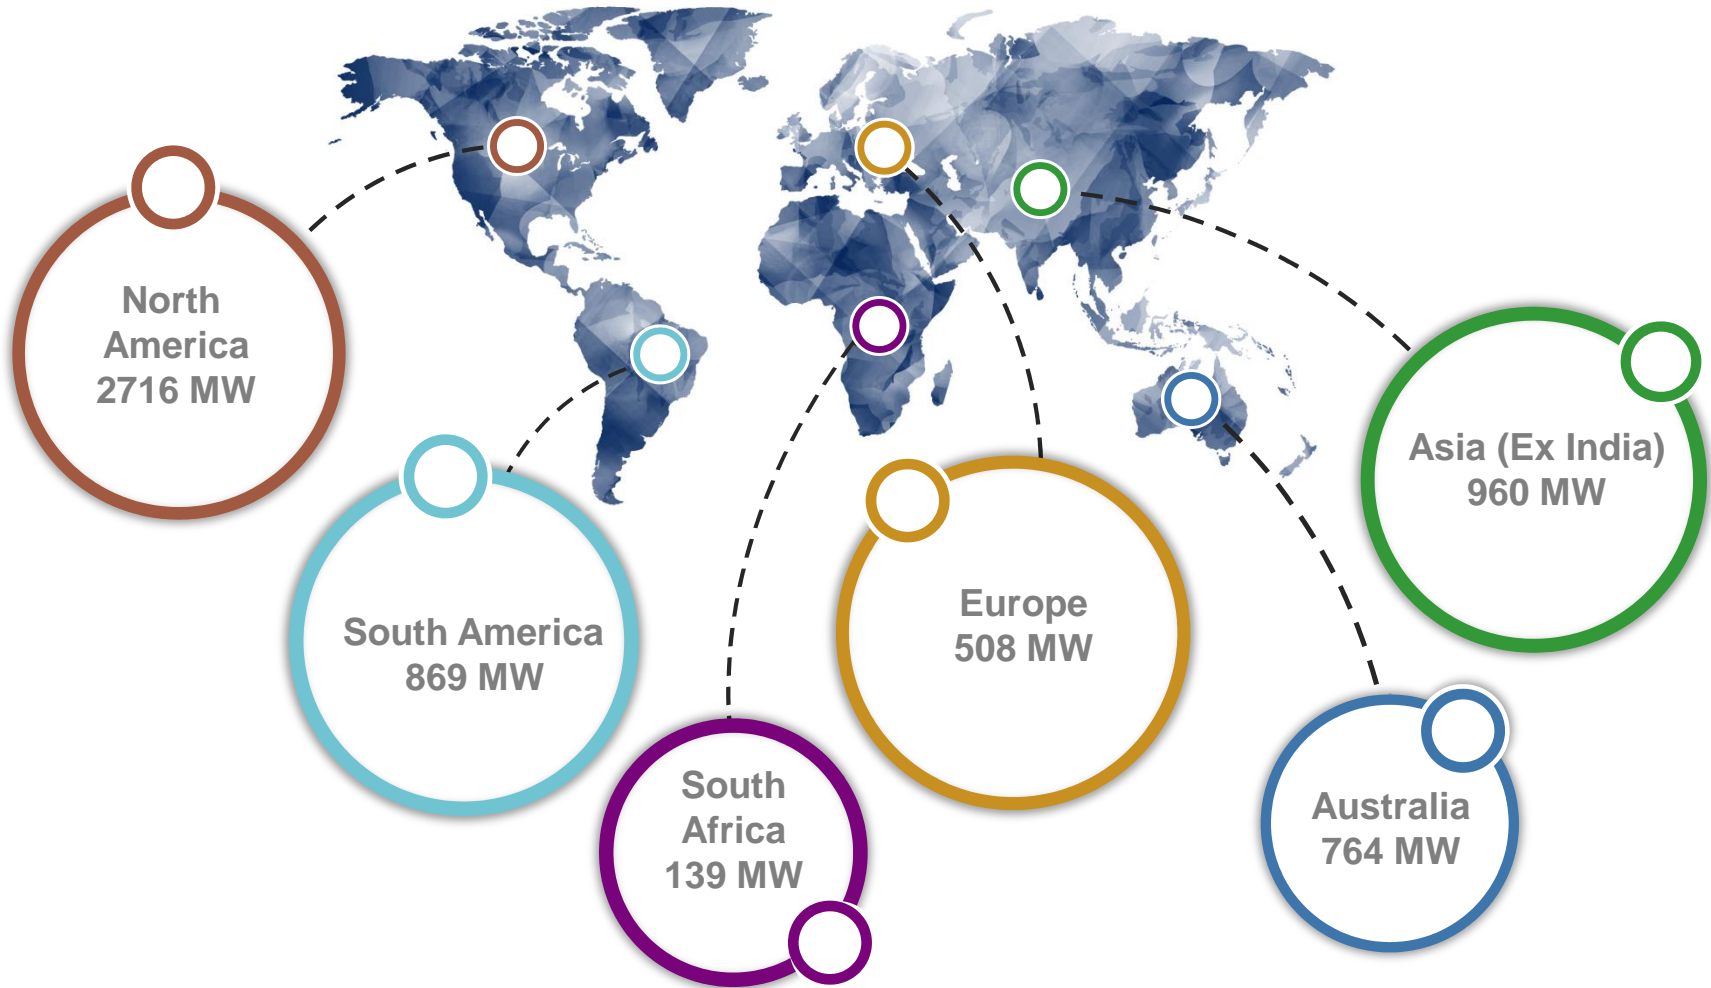 North
America
2716 MW
South America
869 MW
South
Africa
139 MW
Europe
508 MW
Asia (Ex India)
960 MW
Australia
764 MW